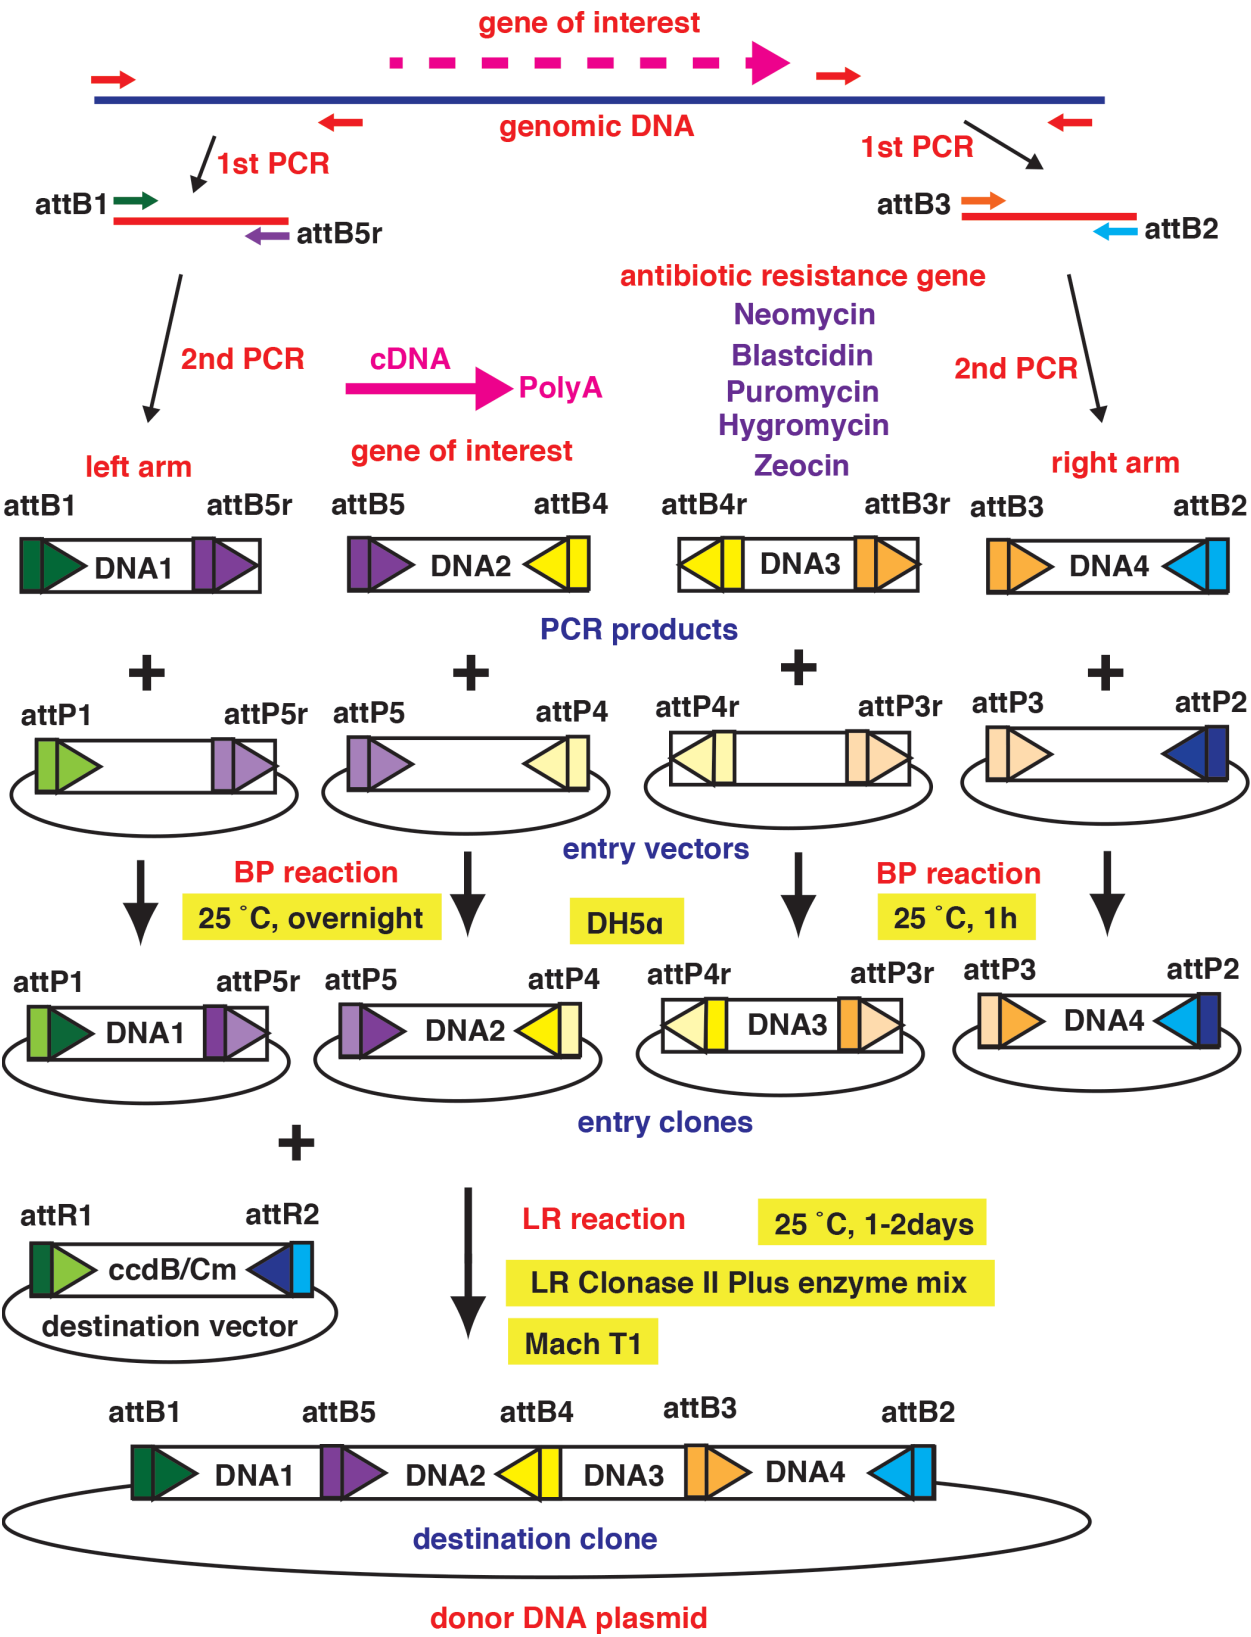 gene of interest
genomic DNA
1st PCR
1st PCR
attB1
attB5r
attB3
attB2
antibiotic resistance gene
Neomycin
Blastcidin
Puromycin
Hygromycin
Zeocin
2nd PCR
cDNA
PolyA
2nd PCR
left arm
gene of interest
right arm
attB1
attB5r
attB5
attB4
attB4r
attB3r
attB3
attB2
DNA1
DNA2
DNA3
DNA4
PCR products
+
+
+
+
attP1
attP5r
attP5
attP4
attP4r
attP3r
attP3
attP2
entry vectors
BP reaction
25 °C, overnight
DH5α
BP reaction
25 °C, 1h
attP1
attP5r
attP5
attP4
attP4r
attP3r
attP3
attP2
DNA1
DNA2
DNA3
DNA4
entry clones
+
attR1
attR2
ccdB/Cm
destination vector
LR reaction
25 °C, 1-2days
LR Clonase II Plus enzyme mix
Mach T1
attB1
attB5
attB4
attB3
attB2
DNA1
DNA2
DNA3
DNA4
destination clone
donor DNA plasmid